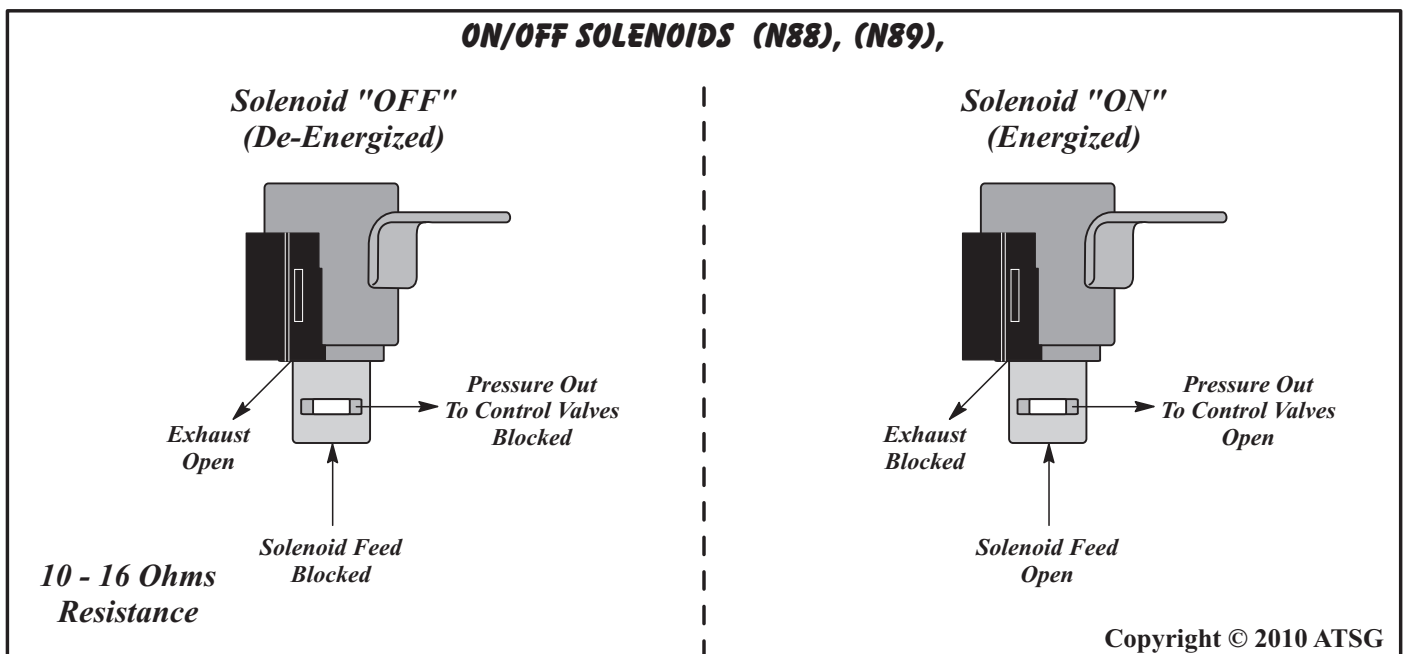 ON/OFF SOLENOIDS (N88), (N89),
Solenoid "OFF"
(De-Energized)
Pressure Out
To Control Valves
Blocked
Exhaust
Open
Solenoid Feed
Blocked
10 - 16 Ohms
Resistance
Solenoid "ON"
(Energized)
Pressure Out
To Control Valves
Open
Exhaust
Blocked
Solenoid Feed
Open
Copyright © 2010 ATSG